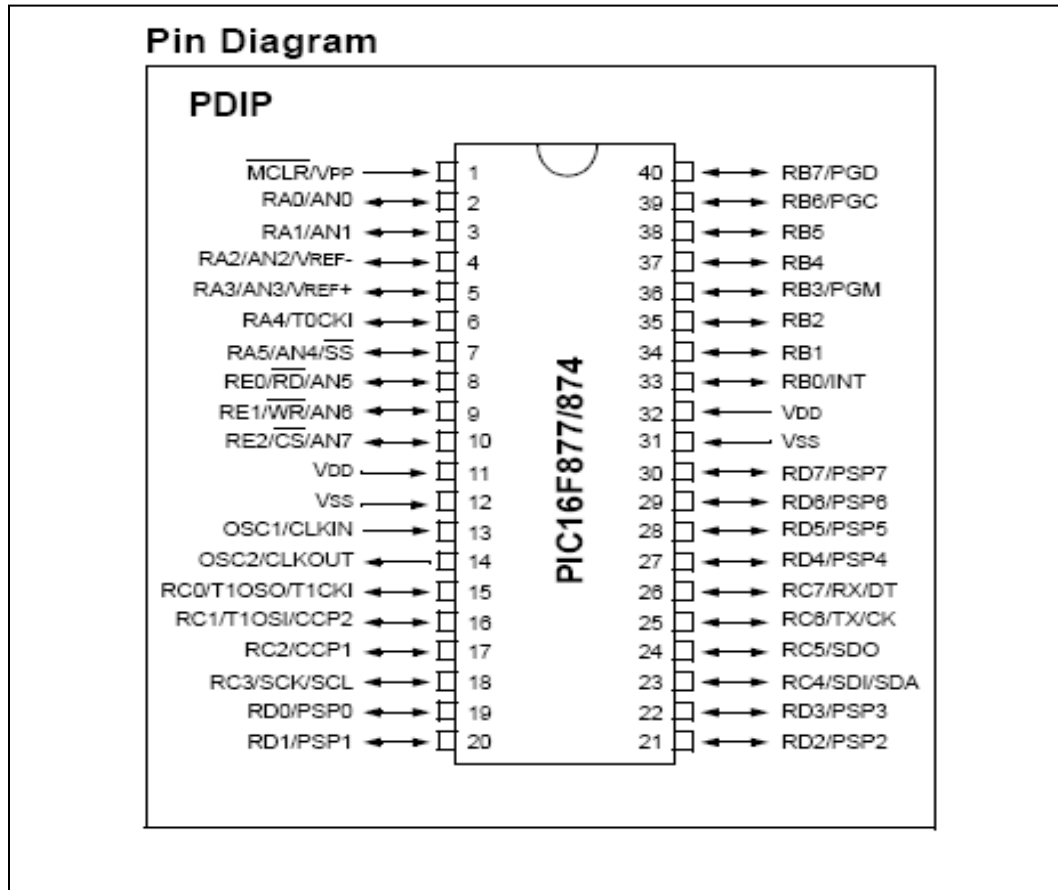 Pin Diagram
PDIP
MCLR/VPP 1 40 RB7/PGD
RA0/AN0 2 39 RB6/PGC
RA1/AN1 3 38 RB5
RA2/AN2/VREF- 4 37 RB4
RA3/AN3/VREF+ 5 36 RB3/PGM
RA4/T0CKI 6 35 RB2
RA5/AN4/SS 7 34 RB1
RE0/RD/AN5 8 33 RB0/INT
RE1/WR/AN6 9 32 VDD
RE2/CS/AN7 10 31 VSS
VDD 11 30 RD7/PSP7
VSS 12 29 RD6/PSP6
OSC1/CLKIN 13 28 RD5/PSP5
OSC2/CLKOUT 14 27 RD4/PSP4
RC0/T1OSO/T1CKI 15 26 RC7/RX/DT
RC1/T1OSI/CCP2 16 25 RC6/TX/CK
RC2/CCP1 17 24 RC5/SDO
RC3/SCK/SCL 18 23 RC4/SDI/SDA
RD0/PSP0 19 22 RD3/PSP3
RD1/PSP1 20 21 RD2/PSP2
PIC16F877/874